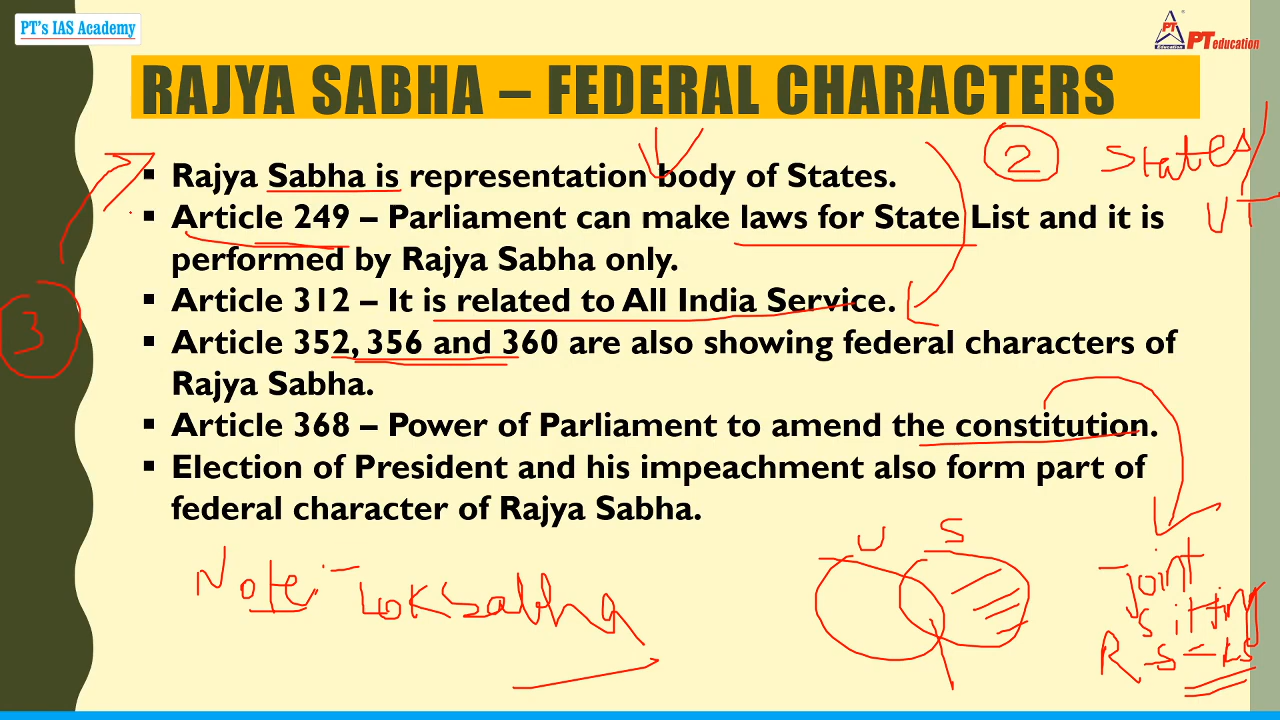 PT's IAS Academy
PT
Education
PT education
RAJYA SABHA – FEDERAL CHARACTERS
▪ Rajya Sabha is representation body of States.
▪ Article 249 – Parliament can make laws for State List and it is
performed by Rajya Sabha only.
▪ Article 312 – It is related to All India Service.
▪ Article 352, 356 and 360 are also showing federal characters of
Rajya Sabha.
▪ Article 368 – Power of Parliament to amend the constitution.
▪ Election of President and his impeachment also form part of
federal character of Rajya Sabha.
2
States/
UT
3
Note:- LokSabha
U S
Joint
Sitting
R S – LS